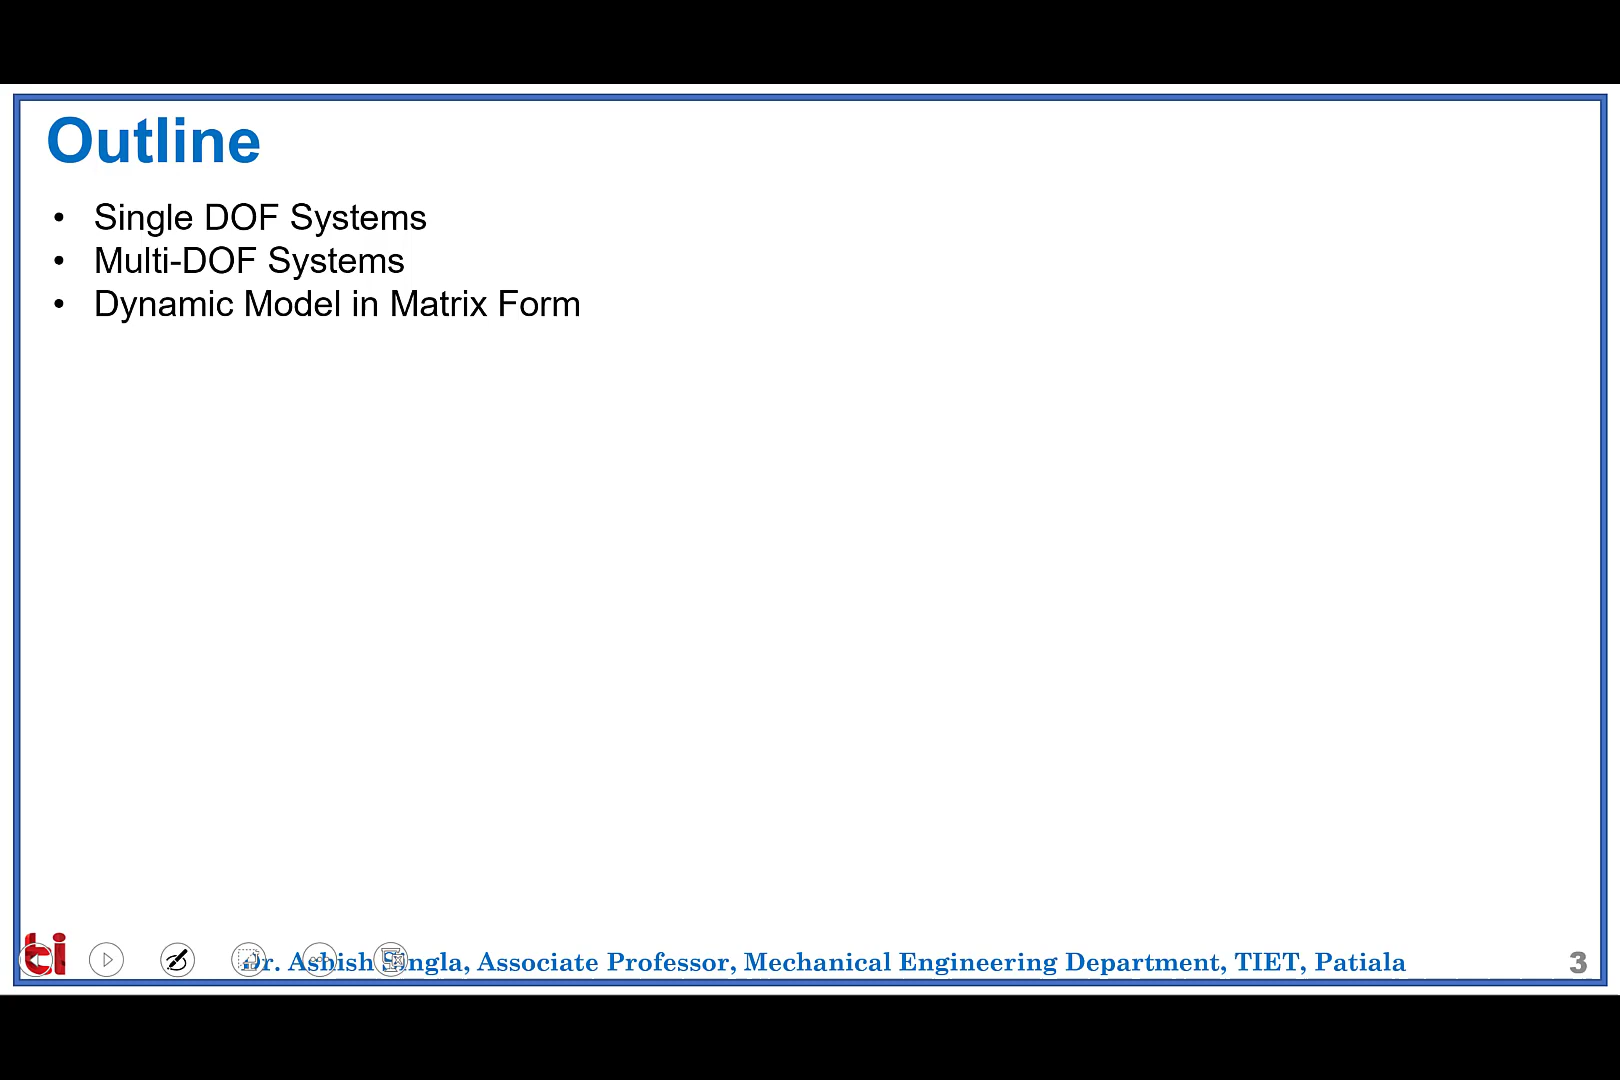 Outline
• Single DOF Systems
• Multi-DOF Systems
• Dynamic Model in Matrix Form
ti
Dr. Ashish Singla, Associate Professor, Mechanical Engineering Department, TIET, Patiala
3